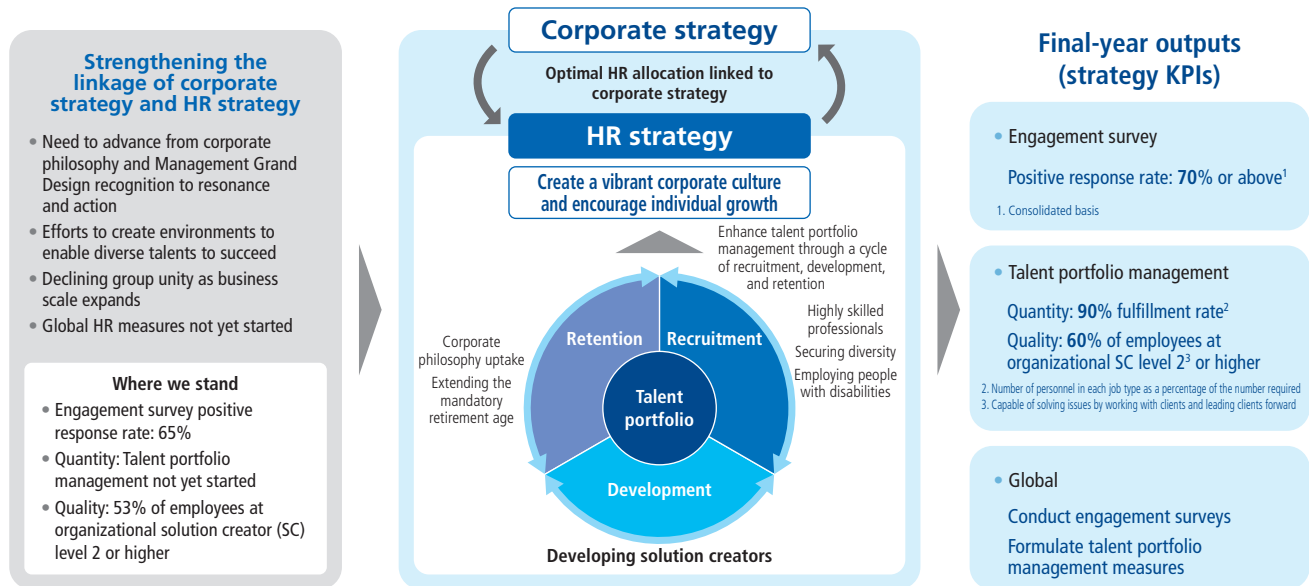 Strengthening the
linkage of corporate
strategy and HR strategy
• Need to advance from corporate
philosophy and Management Grand
Design recognition to resonance
and action
• Efforts to create environments to
enable diverse talents to succeed
• Declining group unity as business
scale expands
• Global HR measures not yet started
Where we stand
• Engagement survey positive
response rate: 65%
• Quantity: Talent portfolio
management not yet started
• Quality: 53% of employees at
organizational solution creator (SC)
level 2 or higher
Corporate strategy
Optimal HR allocation linked to
corporate strategy
HR strategy
Create a vibrant corporate culture
and encourage individual growth
Enhance talent portfolio
management through a cycle
of recruitment, development,
and retention
Corporate
philosophy uptake
Extending the
mandatory
retirement age
Retention
Recruitment
Highly skilled
professionals
Securing diversity
Employing people
with disabilities
Talent
portfolio
Development
Developing solution creators
Final-year outputs
(strategy KPIs)
• Engagement survey
Positive response rate: 70% or above1
1. Consolidated basis
• Talent portfolio management
Quantity: 90% fulfillment rate2
Quality: 60% of employees at
organizational SC level 23 or higher
2. Number of personnel in each job type as a percentage of the number required
3. Capable of solving issues by working with clients and leading clients forward
• Global
Conduct engagement surveys
Formulate talent portfolio
management measures